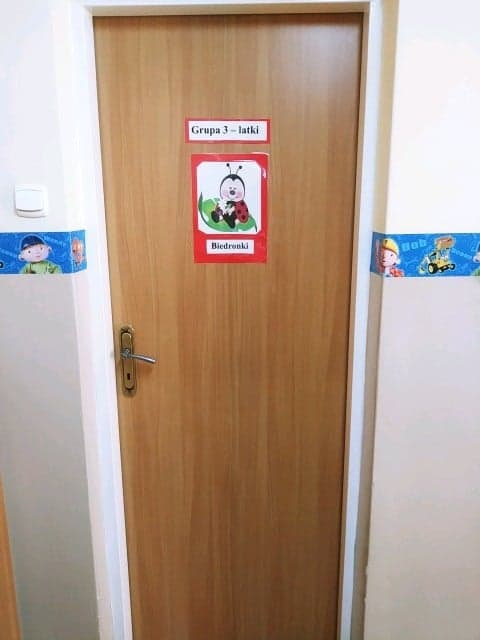 Grupa 3 – latki
Biedronki
Bob